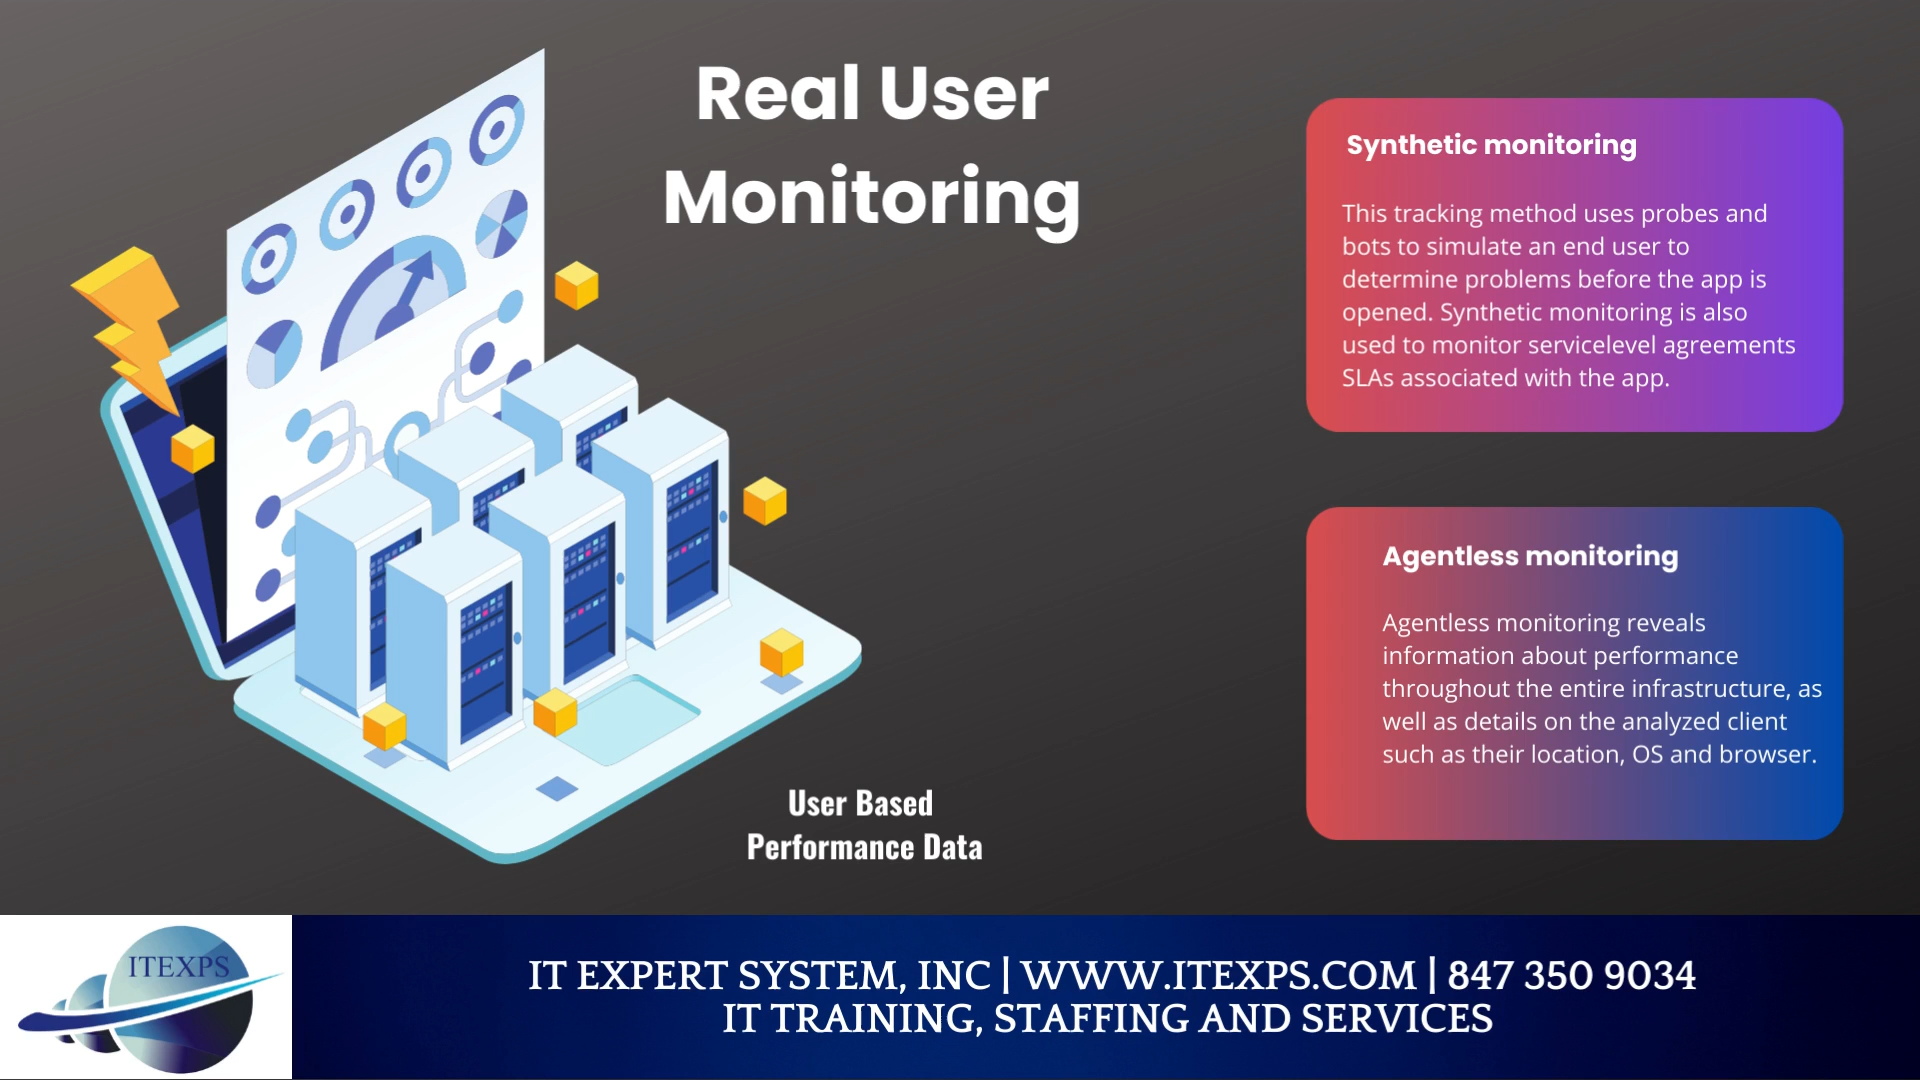 Real User
Monitoring
Synthetic monitoring
This tracking method uses probes and
bots to simulate an end user to
determine problems before the app is
opened. Synthetic monitoring is also
used to monitor servicelevel agreements
SLAs associated with the app.
Agentless monitoring
Agentless monitoring reveals
information about performance
throughout the entire infrastructure, as
well as details on the analyzed client
such as their location, OS and browser.
User Based
Performance Data
ITEXPS
IT EXPERT SYSTEM, INC | WWW.ITEXPS.COM | 847 350 9034
IT TRAINING, STAFFING AND SERVICES